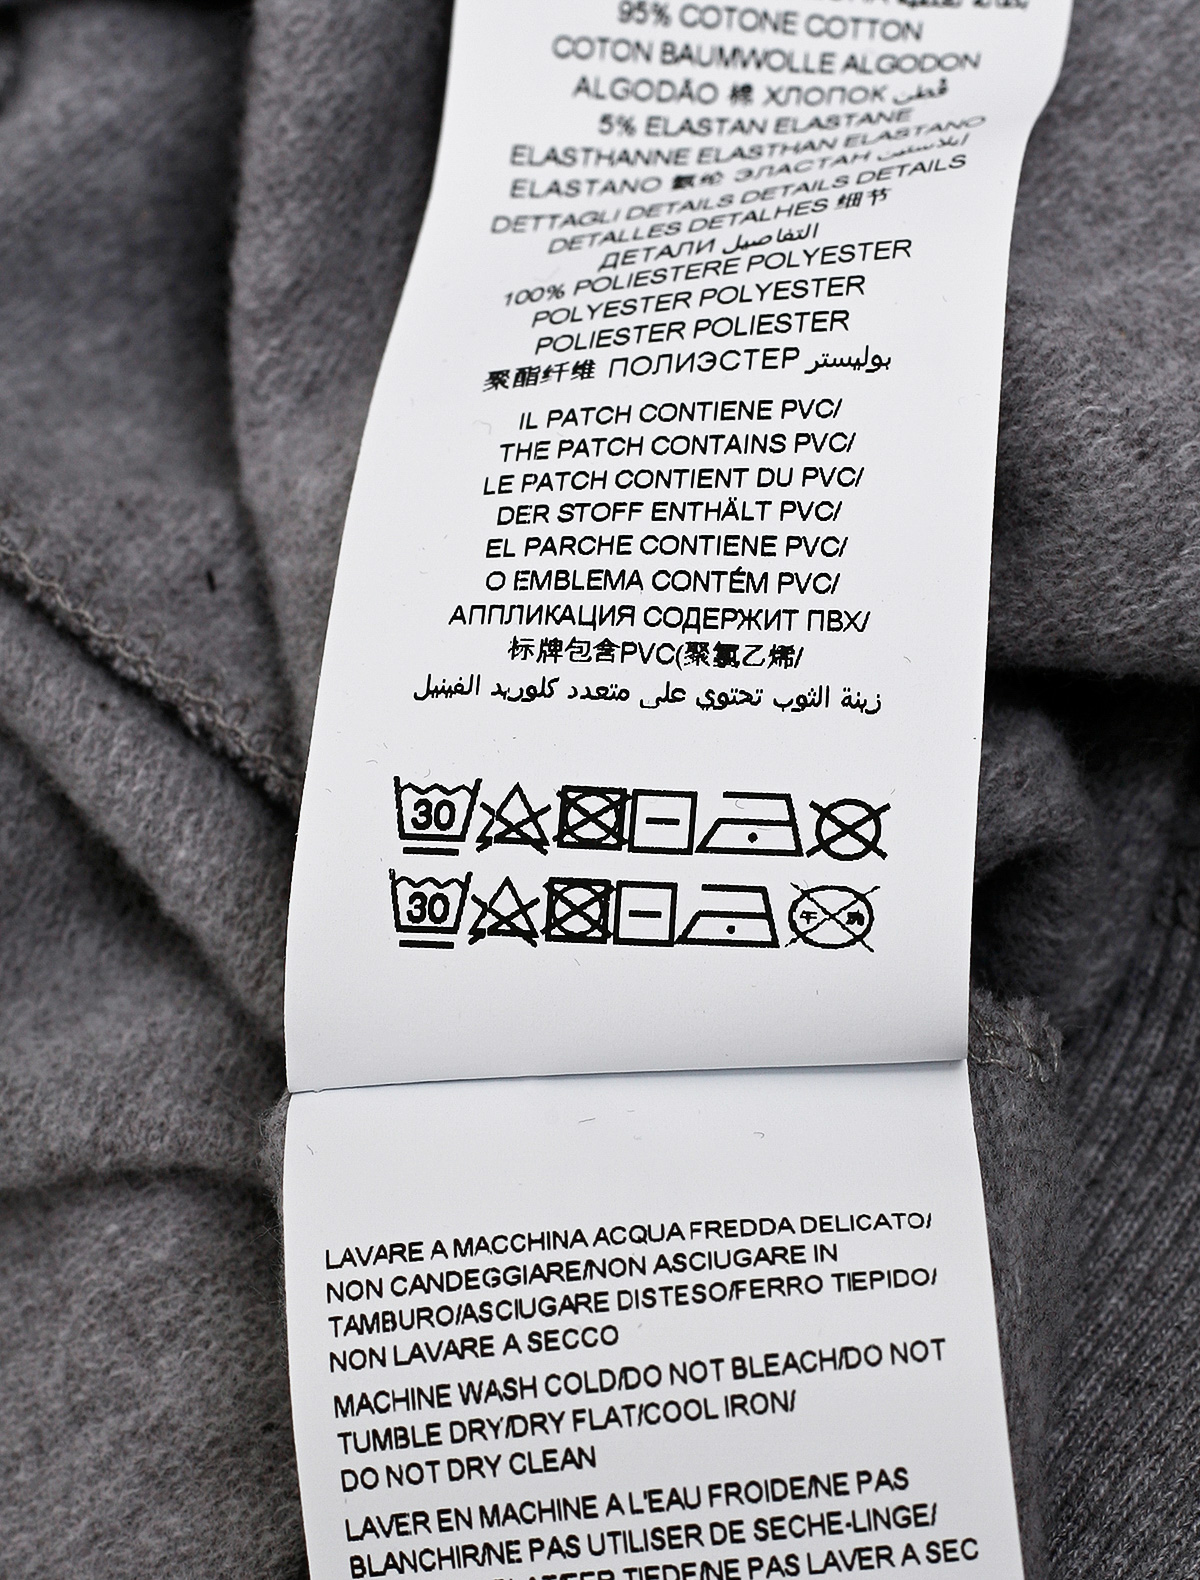 95% COTONE COTTON
COTON BAUMWOLLE ALGODON
ALGODÃO 棉 ХЛОПОК قطن
5% ELASTAN ELASTANE
ELASTHANNE ELASTHAN ELASTANO
ELASTANO 氨纶 ЭЛАСТАН إيلاستين
DETTAGLI DETAILS DETAILS DETAILS
DETALLES DETALHES 细节
ДЕТАЛИ التفاصيل
100% POLIESTERE POLYESTER
POLYESTER POLYESTER
POLIESTER POLIESTER
聚酯纤维 ПОЛИЭСТЕР بوليستر
IL PATCH CONTIENE PVC/
THE PATCH CONTAINS PVC/
LE PATCH CONTIENT DU PVC/
DER STOFF ENTHÄLT PVC/
EL PARCHE CONTIENE PVC/
O EMBLEMA CONTÉM PVC/
АППЛИКАЦИЯ СОДЕРЖИТ ПВХ/
标牌包含PVC(聚氯乙烯/
زينة الثوب تحتوي على متعدد كلوريد الفينيل
30
30
LAVARE A MACCHINA ACQUA FREDDA DELICATO/
NON CANDEGGIARE/NON ASCIUGARE IN
TAMBURO/ASCIUGARE DISTESO/FERRO TIEPIDO/
NON LAVARE A SECCO
MACHINE WASH COLD/DO NOT BLEACH/DO NOT
TUMBLE DRY/DRY FLAT/COOL IRON/
DO NOT DRY CLEAN
LAVER EN MACHINE A L'EAU FROIDE/NE PAS
BLANCHIR/NE PAS UTILISER DE SECHE-LINGE/
TIEDE/NE PAS LAVER A SEC